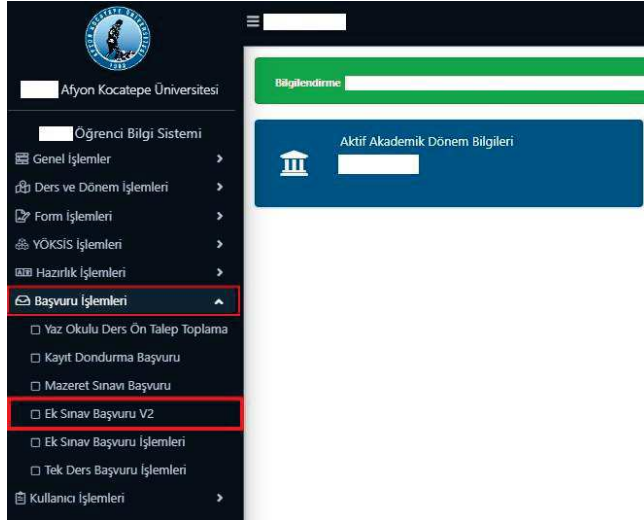 Afyon Kocatepe Üniversitesi
Öğrenci Bilgi Sistemi
Genel İşlemler
Ders ve Dönem İşlemleri
Form İşlemleri
YÖKSİS İşlemleri
Hazırlık İşlemleri
Başvuru İşlemleri
Yaz Okulu Ders Ön Talep Toplama
Kayıt Dondurma Başvuru
Mazeret Sınavı Başvuru
Ek Sınav Başvuru V2
Ek Sınav Başvuru İşlemleri
Tek Ders Başvuru İşlemleri
Kullanıcı İşlemleri
Bilgilendirme
Aktif Akademik Dönem Bilgileri